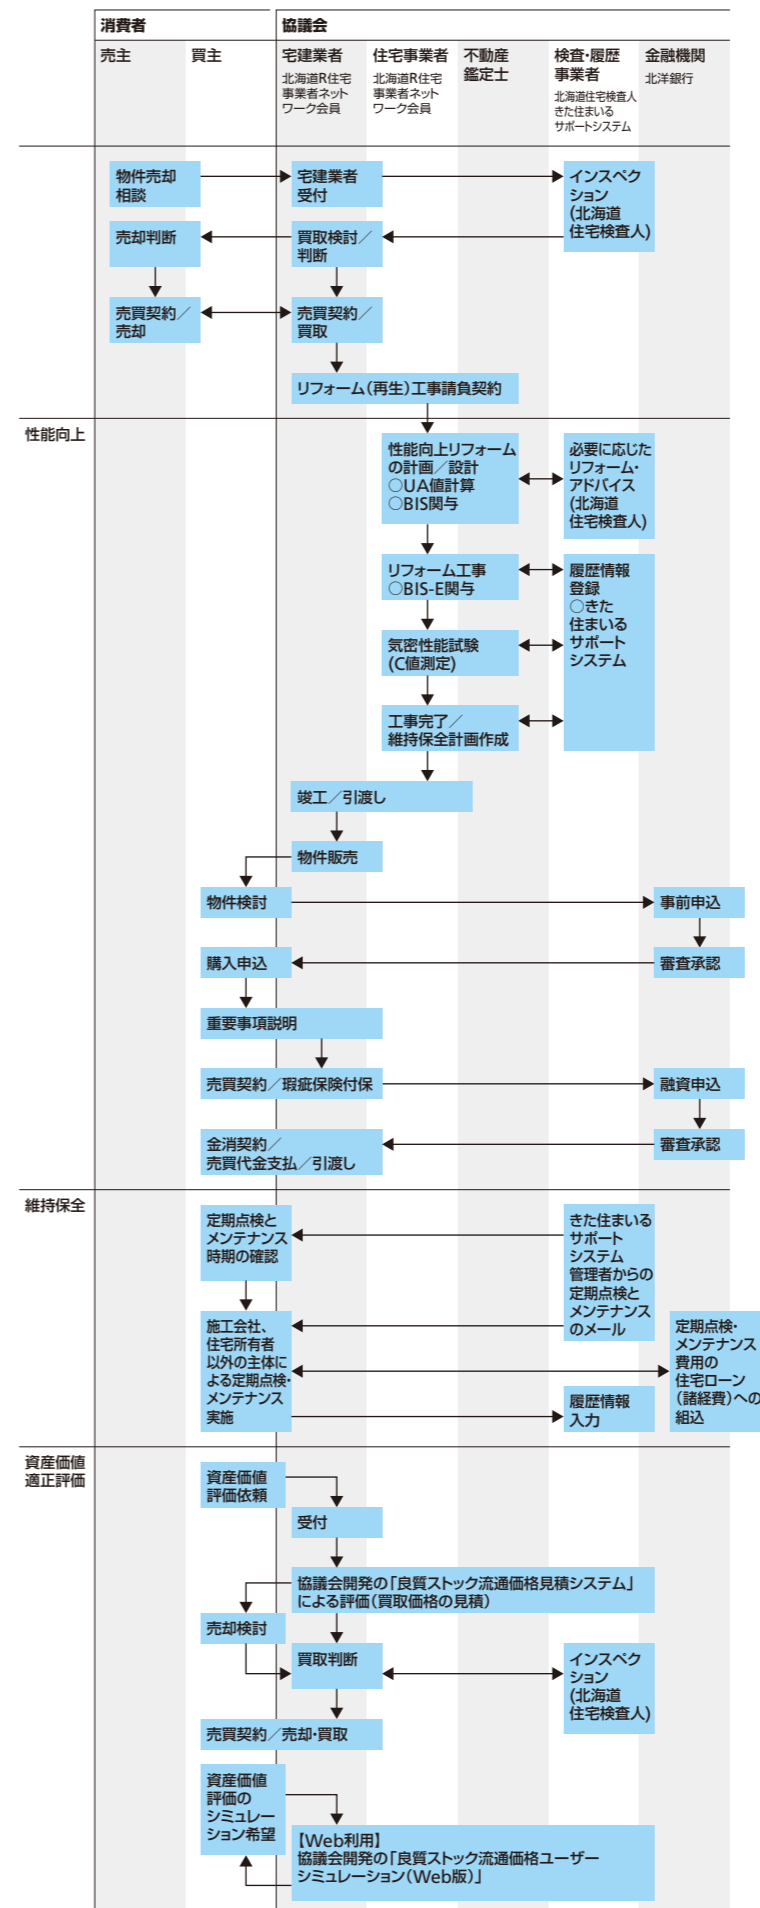 消費者
協議会
売主
買主
宅建業者
北海道R住宅
事業者ネット
ワーク会員
住宅事業者
北海道R住宅
事業者ネット
ワーク会員
不動産
鑑定士
検査・履歴
事業者
北海道住宅検査人
きた住まいる
サポートシステム
金融機関
北洋銀行
物件売却
相談
宅建業者
受付
インスペク
ション
(北海道
住宅検査人)
売却判断
買取検討／
判断
売買契約／
売却
売買契約／
買取
リフォーム(再生)工事請負契約
性能向上
性能向上リフォーム
の計画／設計
○UA値計算
○BIS関与
必要に応じた
リフォーム・
アドバイス
(北海道
住宅検査人)
リフォーム工事
○BIS-E関与
履歴情報
登録
○きた
住まいる
サポート
システム
気密性能試験
(C値測定)
工事完了／
維持保全計画作成
竣工／引渡し
物件販売
物件検討
事前申込
購入申込
審査承認
重要事項説明
売買契約／瑕疵保険付保
融資申込
金消契約／
売買代金支払／引渡し
審査承認
維持保全
定期点検と
メンテナンス
時期の確認
きた住まいる
サポート
システム
管理者からの
定期点検と
メンテナンス
のメール
施工会社、
住宅所有者
以外の主体に
よる定期点検・
メンテナンス
実施
定期点検・
メンテナンス
費用の
住宅ローン
(諸経費)への
組込
履歴情報
入力
資産価値
適正評価
資産価値
評価依頼
受付
協議会開発の「良質ストック流通価格見積システム」
による評価(買取価格の見積)
売却検討
買取判断
インスペク
ション
(北海道
住宅検査人)
売買契約／売却・買取
資産価値
評価の
シミュレー
ション希望
【Web利用】
協議会開発の「良質ストック流通価格ユーザー
シミュレーション(Web版)」